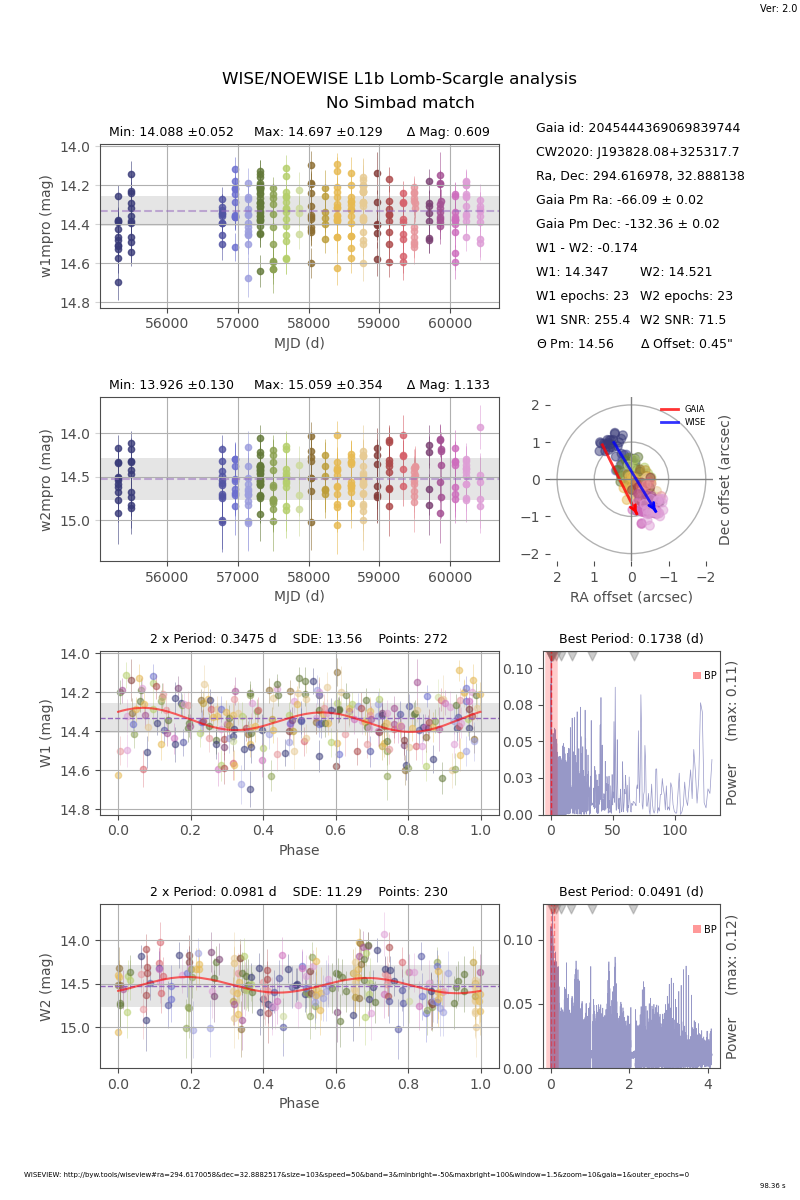 Ver: 2.0
WISE/NOEWISE L1b Lomb-Scargle analysis
No Simbad match
Min: 14.088 ±0.052 Max: 14.697 ±0.129 Δ Mag: 0.609
14.0
14.2
14.4
14.6
14.8
w1mpro (mag)
56000 57000 58000 59000 60000
MJD (d)
Gaia id: 2045444369069839744
CW2020: J193828.08+325317.7
Ra, Dec: 294.616978, 32.888138
Gaia Pm Ra: -66.09 ± 0.02
Gaia Pm Dec: -132.36 ± 0.02
W1 - W2: -0.174
W1: 14.347 W2: 14.521
W1 epochs: 23 W2 epochs: 23
W1 SNR: 255.4 W2 SNR: 71.5
Θ Pm: 14.56 Δ Offset: 0.45"
Min: 13.926 ±0.130 Max: 15.059 ±0.354 Δ Mag: 1.133
14.0
14.5
15.0
w2mpro (mag)
56000 57000 58000 59000 60000
MJD (d)
GAIA
WISE
2
1
0
−1
−2
Dec offset (arcsec)
2 1 0 −1 −2
RA offset (arcsec)
2 x Period: 0.3475 d SDE: 13.56 Points: 272
14.0
14.2
14.4
14.6
14.8
W1 (mag)
0.0 0.2 0.4 0.6 0.8 1.0
Phase
Best Period: 0.1738 (d)
BP
0.10
0.08
0.05
0.03
0.00
Power (max: 0.11)
0 50 100
2 x Period: 0.0981 d SDE: 11.29 Points: 230
14.0
14.5
15.0
W2 (mag)
0.0 0.2 0.4 0.6 0.8 1.0
Phase
Best Period: 0.0491 (d)
BP
0.10
0.05
0.00
Power (max: 0.12)
0 2 4
WISEVIEW: http://byw.tools/wiseview#ra=294.6170058&dec=32.8882517&size=103&speed=50&band=3&minbright=-50&maxbright=100&window=1.5&zoom=10&gaia=1&outer_epochs=0
98.36 s